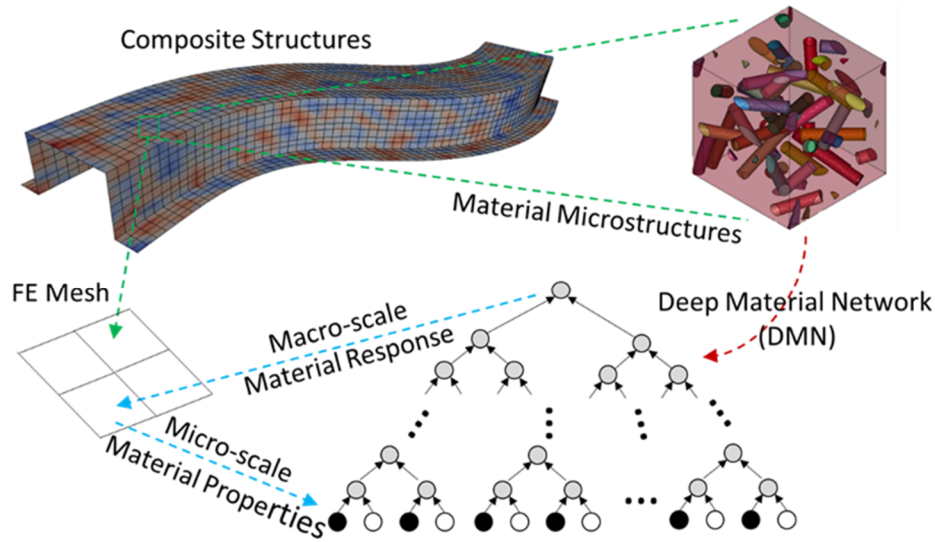 Composite Structures
Material Microstructures
FE Mesh
Deep Material Network
(DMN)
Macro-scale
Material Response
Micro-scale
Material Properties